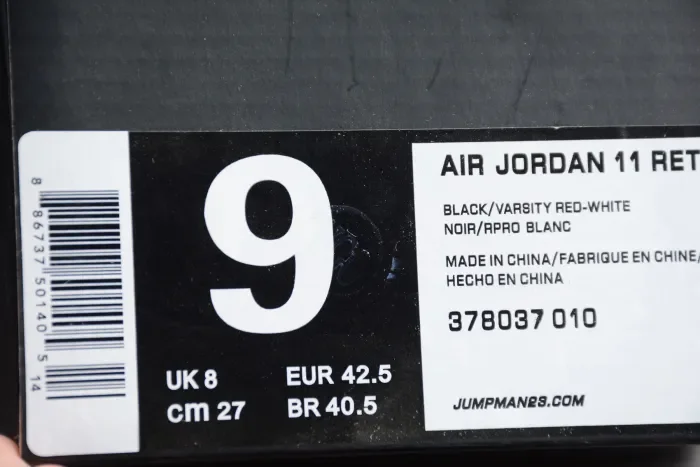 8 86737 50140 5 14
9
UK 8 EUR 42.5
cm 27 BR 40.5
AIR JORDAN 11 RET
BLACK/VARSITY RED-WHITE
NOIR/RPRO BLANC
MADE IN CHINA/FABRIQUE EN CHINE/
HECHO EN CHINA
378037 010
JUMPMAN23.COM